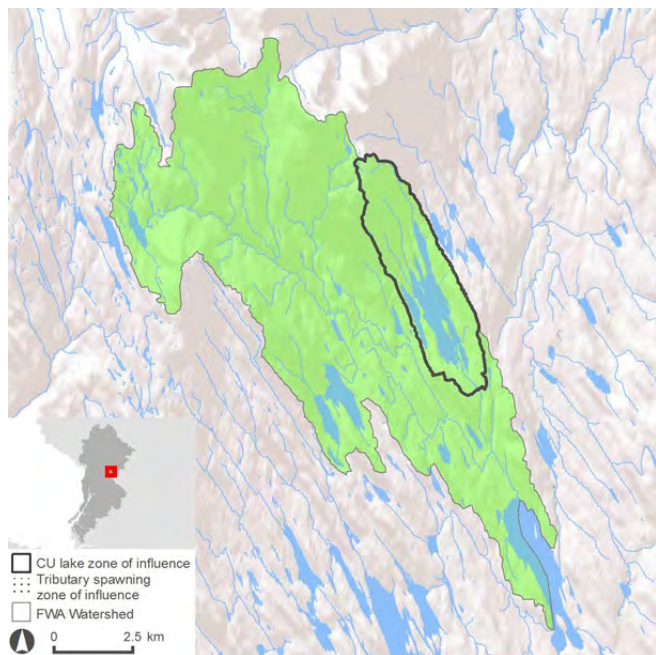 CU lake zone of influence
Tributary spawning
zone of influence
FWA Watershed
0 2.5 km